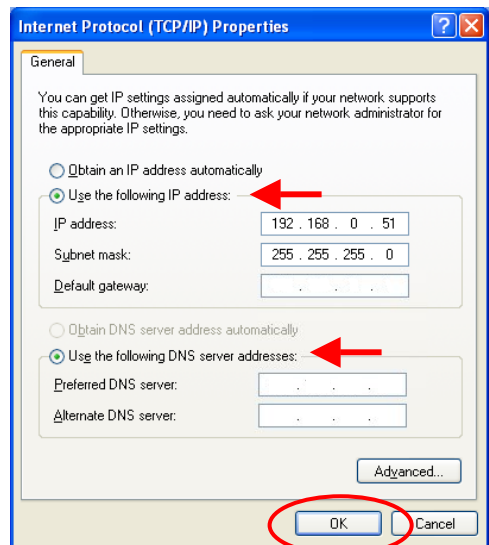 Internet Protocol (TCP/IP) Properties
General
You can get IP settings assigned automatically if your network supports
this capability. Otherwise, you need to ask your network administrator for
the appropriate IP settings.
Obtain an IP address automatically
Use the following IP address:
IP address: 192 . 168 . 0 . 51
Subnet mask: 255 . 255 . 255 . 0
Default gateway: . . .
Obtain DNS server address automatically
Use the following DNS server addresses:
Preferred DNS server: . . .
Alternate DNS server: . . .
Advanced...
OK Cancel